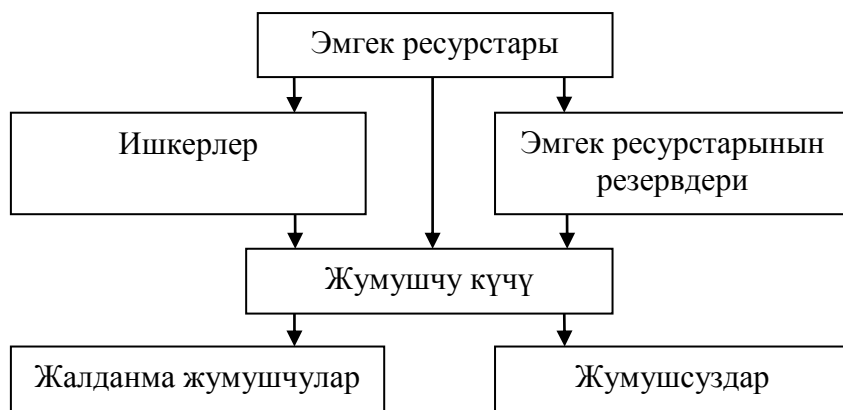 Эмгек ресурстары
Ишкерлер
Эмгек ресурстарынын
резервдери
Жумушчу күчү
Жалданма жумушчулар
Жумушсуздар